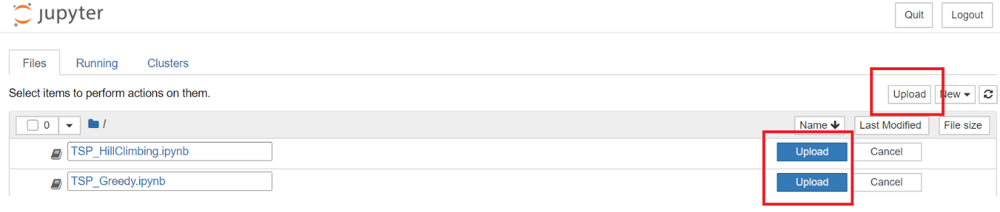 jupyter
Quit Logout
Files Running Clusters
Select items to perform actions on them.
Upload New
0 / Name Last Modified File size
TSP_HillClimbing.ipynb Upload Cancel
TSP_Greedy.ipynb Upload Cancel